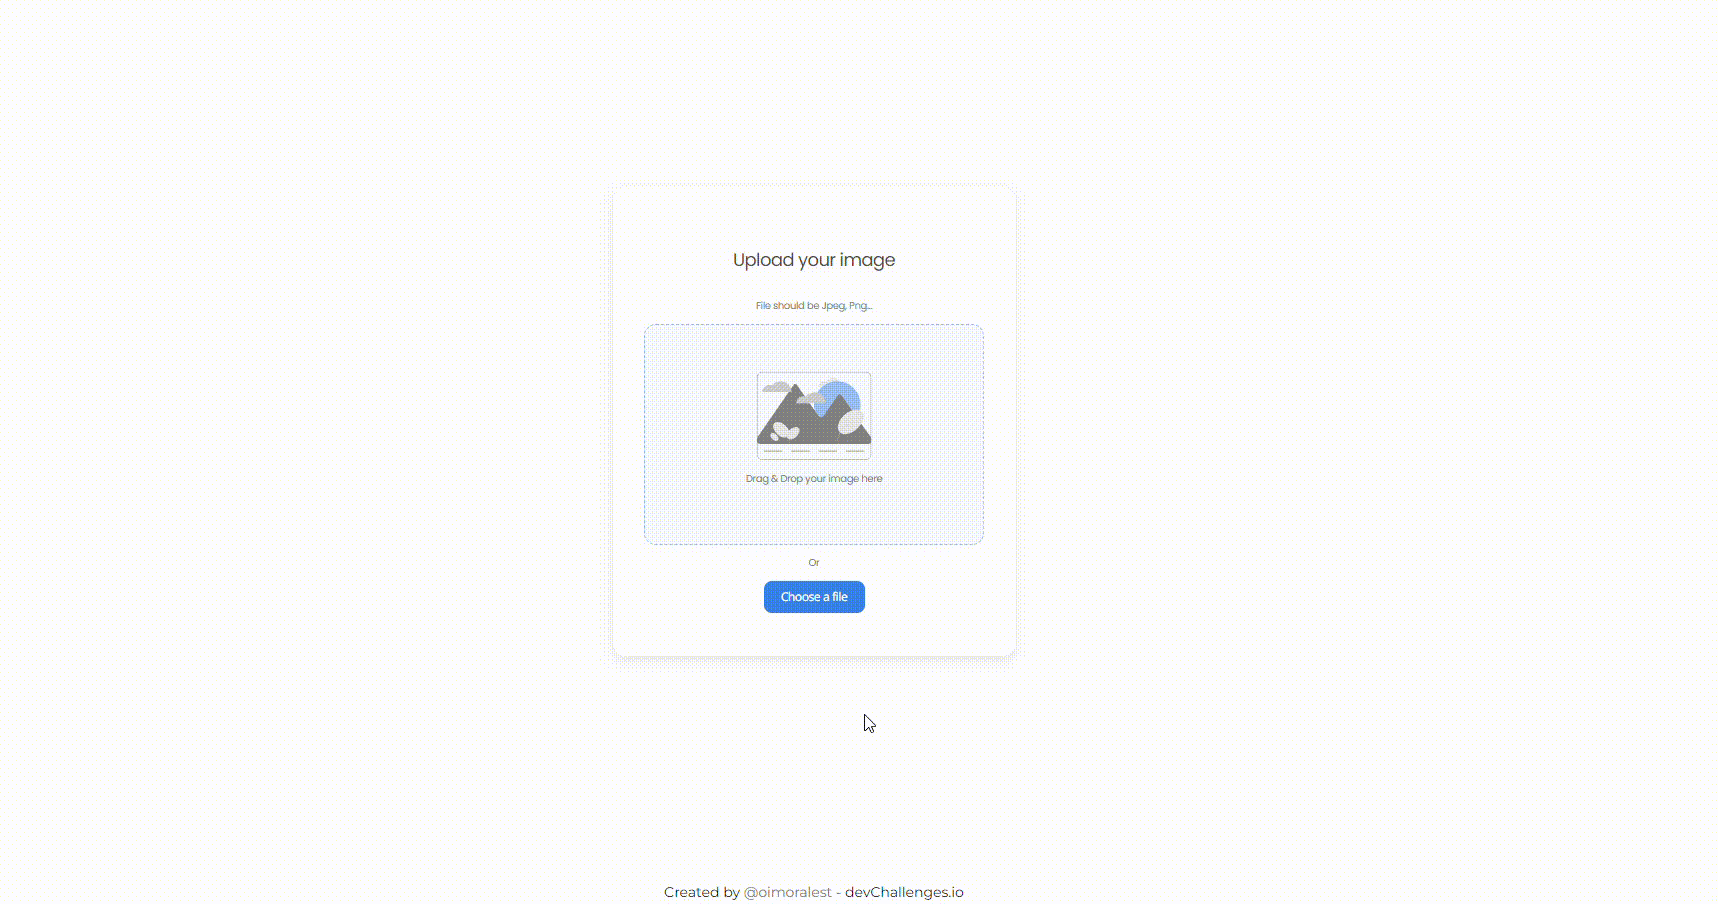 Upload your image
File should be Jpeg, Png...
Drag & Drop your image here
Or
Choose a file
Created by @oimoralest - devChallenges.io